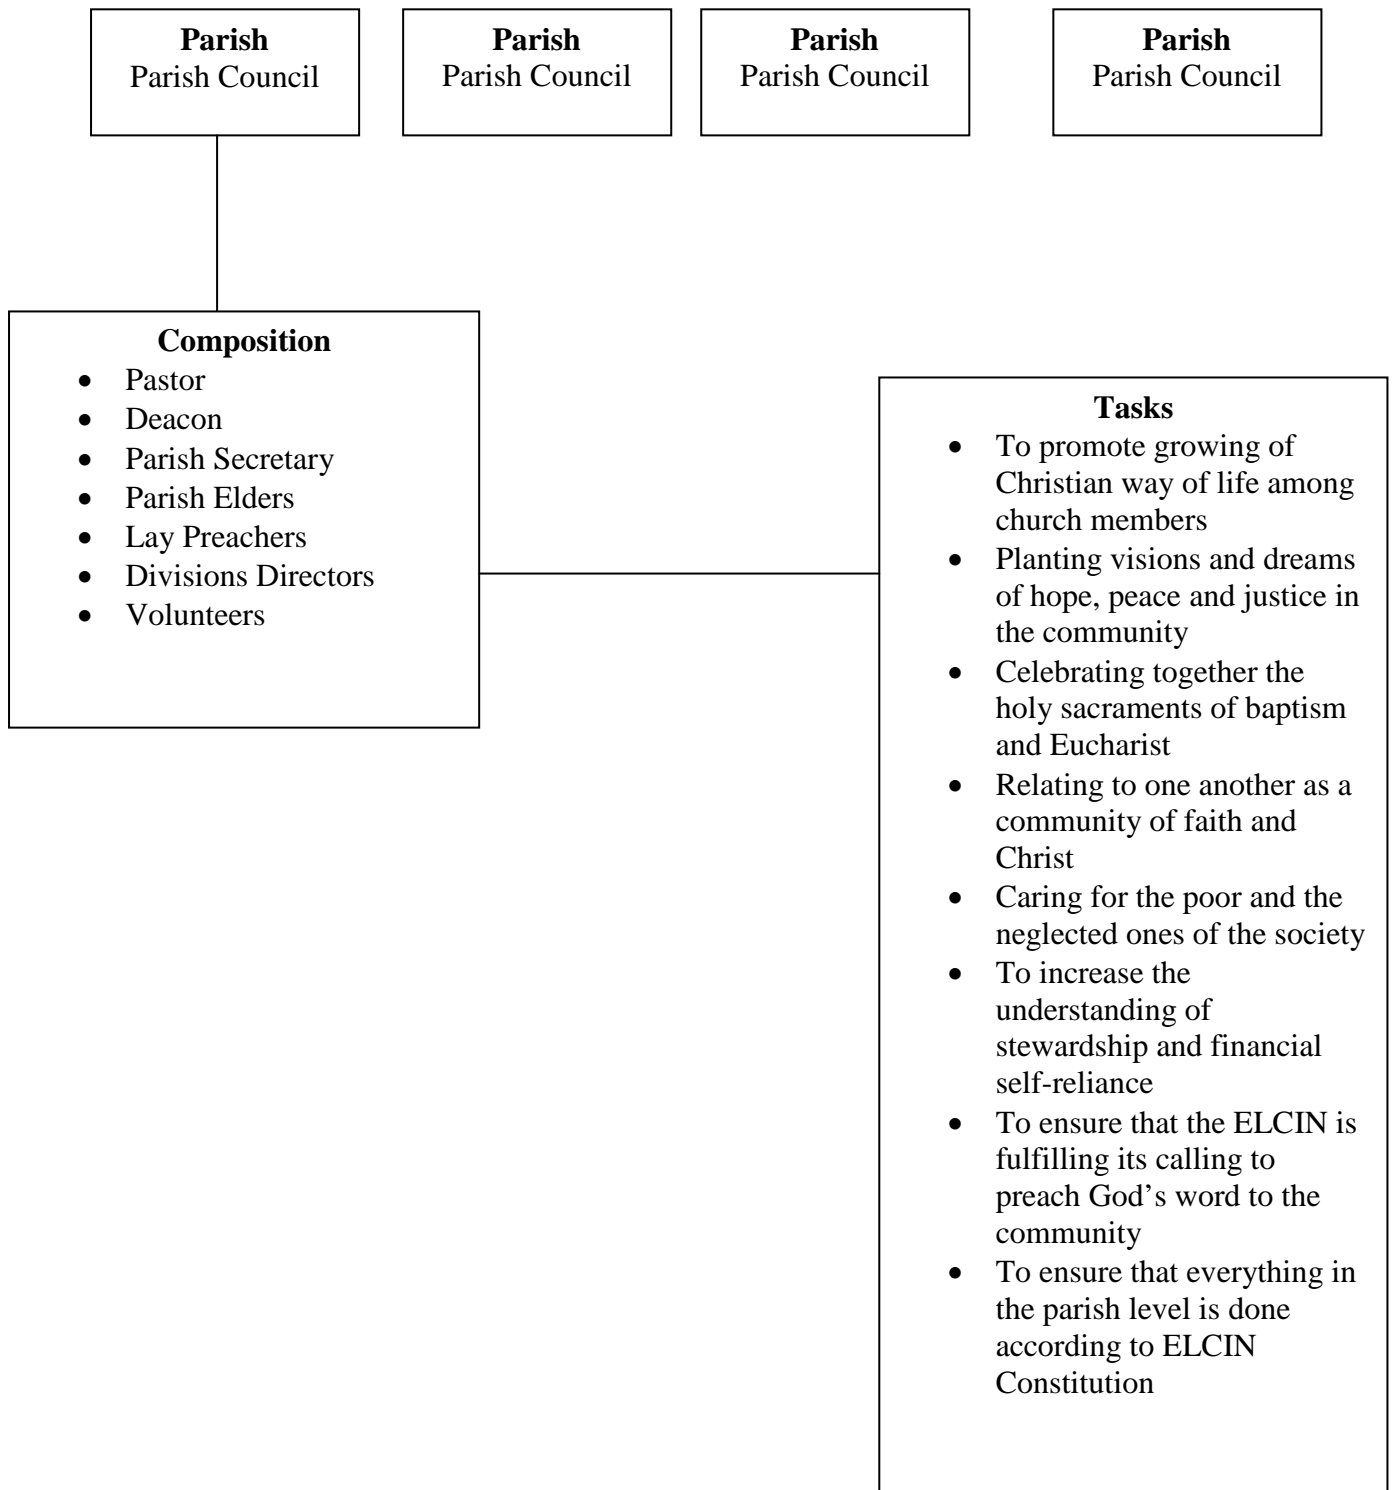 Parish
Parish Council
Parish
Parish Council
Parish
Parish Council
Parish
Parish Council
Composition
• Pastor
• Deacon
• Parish Secretary
• Parish Elders
• Lay Preachers
• Divisions Directors
• Volunteers
Tasks
• To promote growing of
Christian way of life among
church members
• Planting visions and dreams
of hope, peace and justice in
the community
• Celebrating together the
holy sacraments of baptism
and Eucharist
• Relating to one another as a
community of faith and
Christ
• Caring for the poor and the
neglected ones of the society
• To increase the
understanding of
stewardship and financial
self-reliance
• To ensure that the ELCIN is
fulfilling its calling to
preach God’s word to the
community
• To ensure that everything in
the parish level is done
according to ELCIN
Constitution